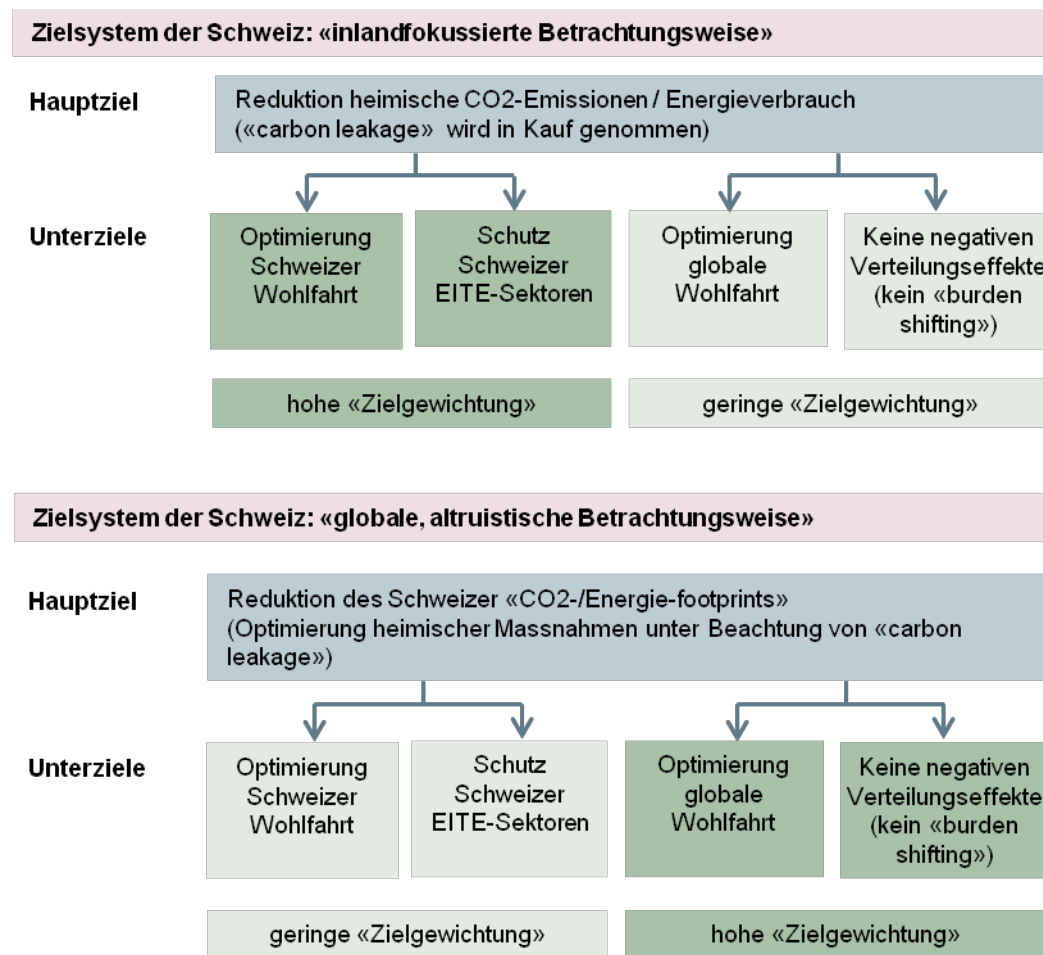 Zielsystem der Schweiz: «inlandfokussierte Betrachtungsweise»
Hauptziel
Reduktion heimische CO2-Emissionen / Energieverbrauch
(«carbon leakage» wird in Kauf genommen)
Unterziele
Optimierung
Schweizer
Wohlfahrt
Schutz
Schweizer
EITE-Sektoren
Optimierung
globale
Wohlfahrt
Keine negativen
Verteilungseffekte
(kein «burden
shifting»)
hohe «Zielgewichtung»
geringe «Zielgewichtung»
Zielsystem der Schweiz: «globale, altruistische Betrachtungsweise»
Hauptziel
Reduktion des Schweizer «CO2-/Energie-footprints»
(Optimierung heimischer Massnahmen unter Beachtung von «carbon
leakage»)
Unterziele
Optimierung
Schweizer
Wohlfahrt
Schutz
Schweizer
EITE-Sektoren
Optimierung
globale
Wohlfahrt
Keine negativen
Verteilungseffekte
(kein «burden
shifting»)
geringe «Zielgewichtung»
hohe «Zielgewichtung»